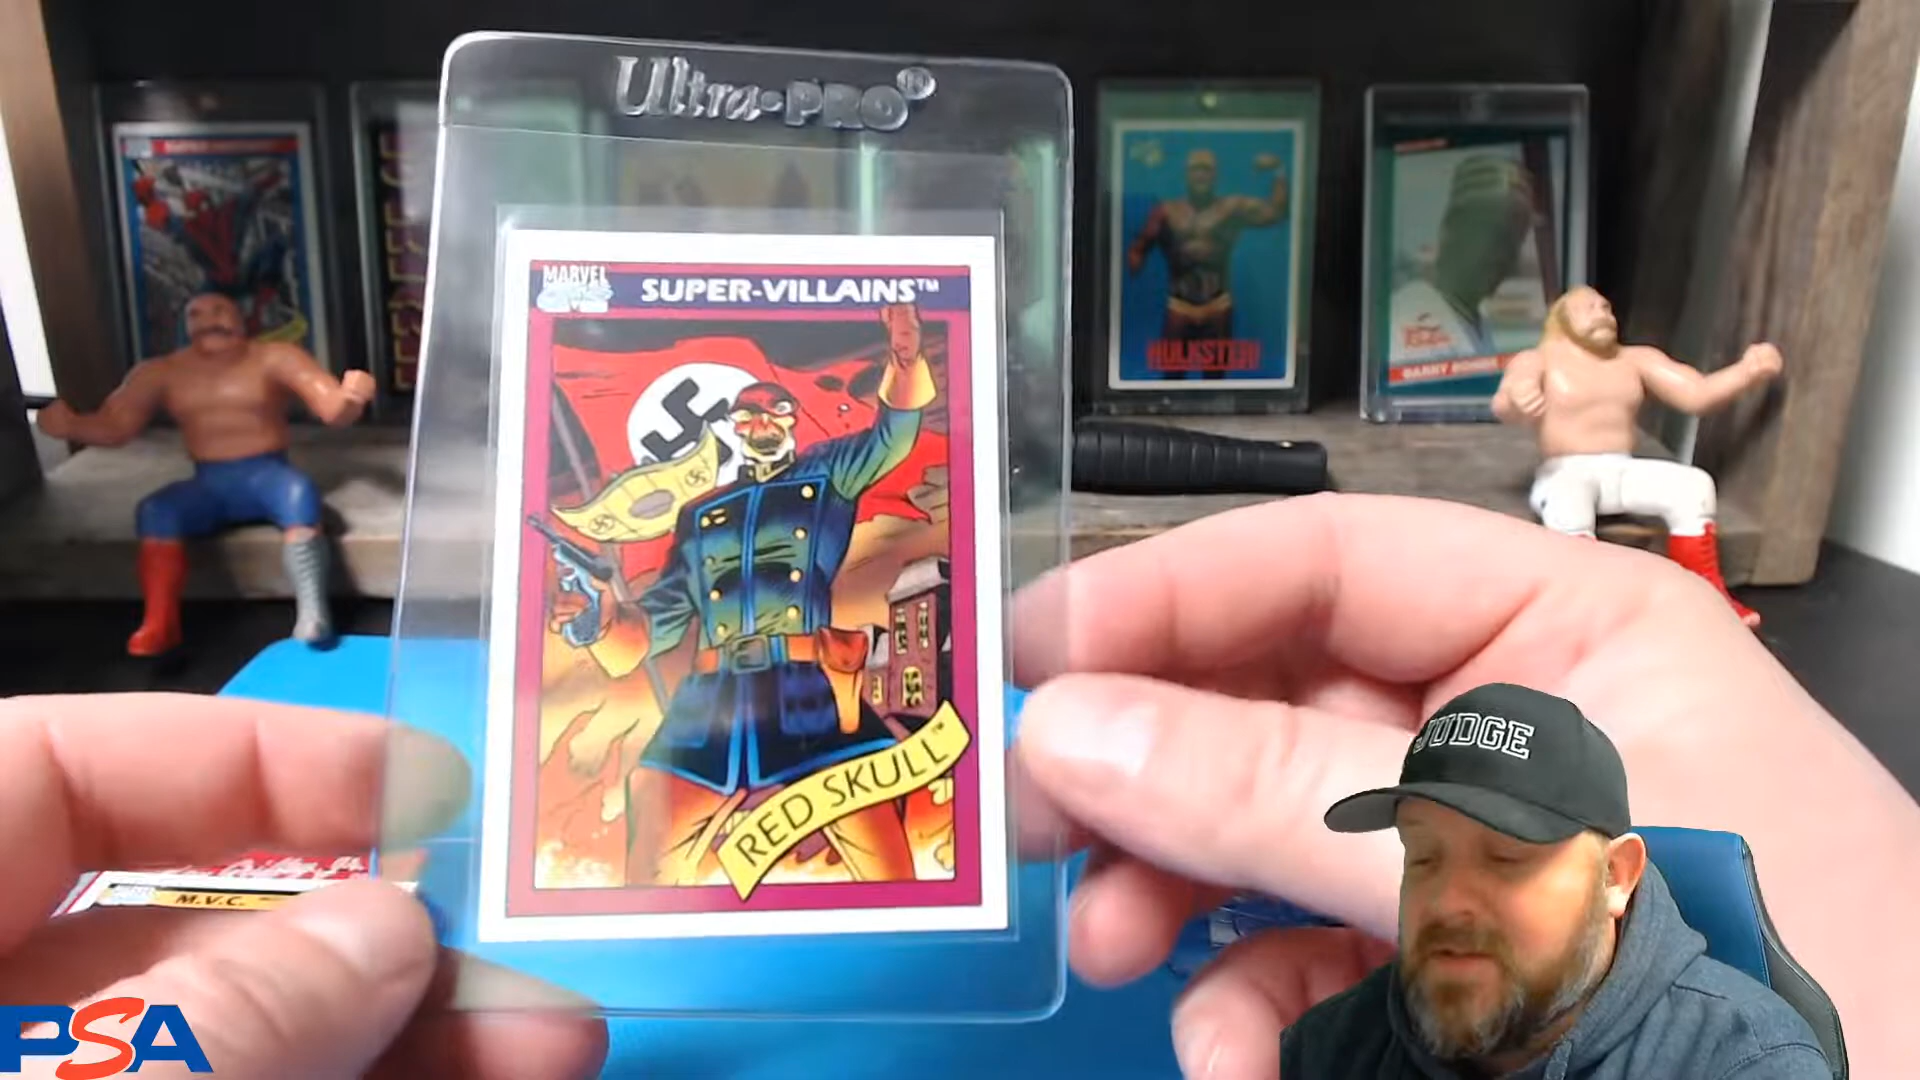 Ultra•PRO®
MARVEL
SUPER-VILLAINS™
RED SKULL™
HULKSTER!
M.V.C.
JUDGE
PSA